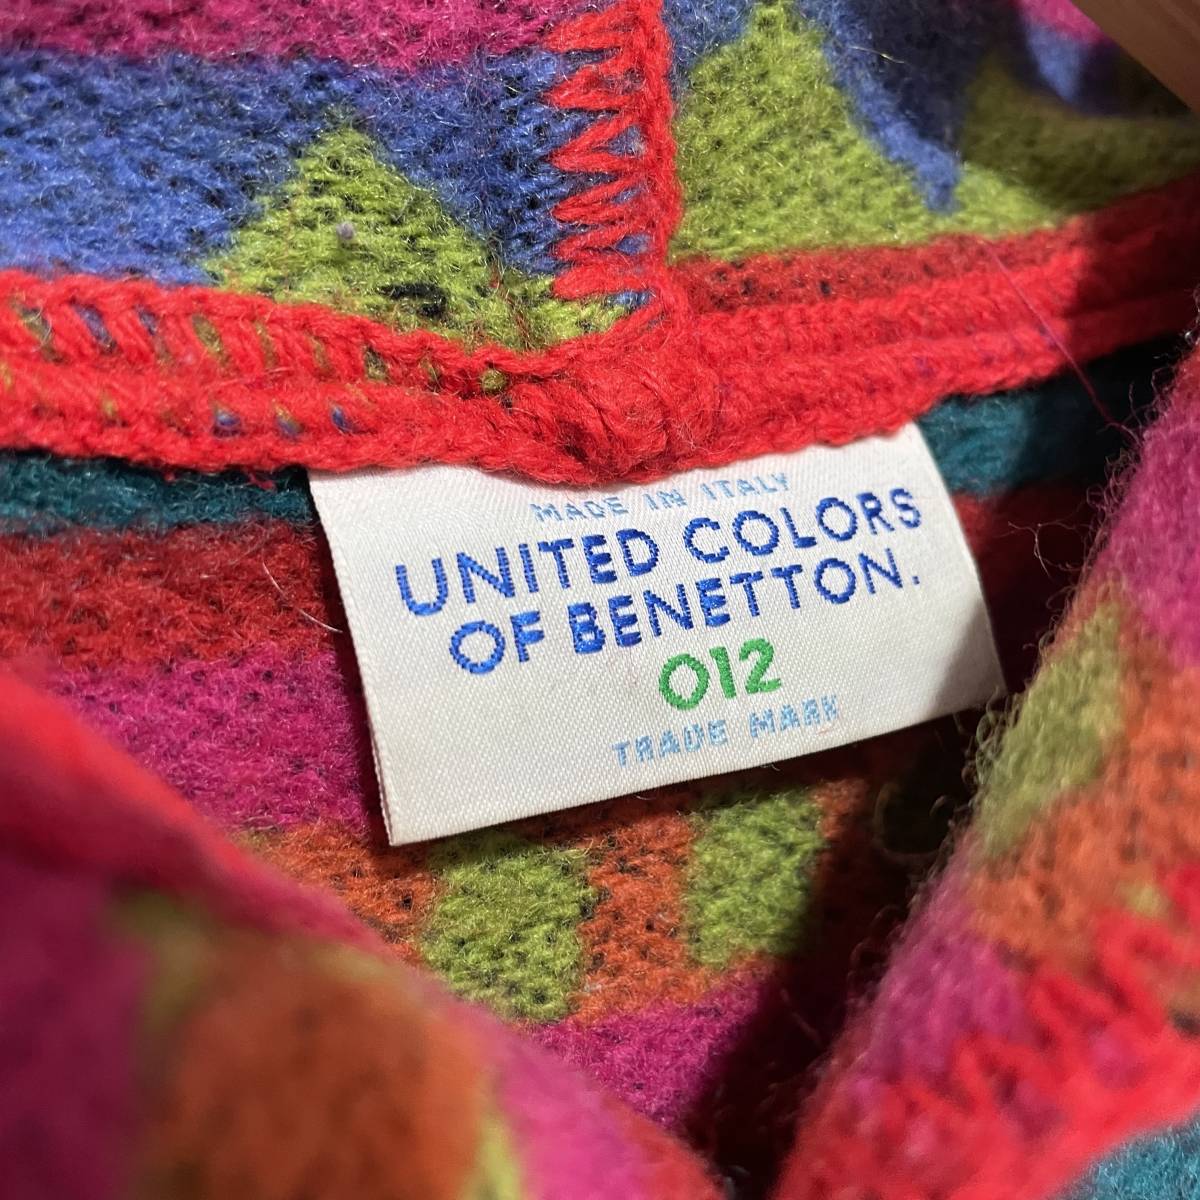 MADE IN ITALY
UNITED COLORS
OF BENETTON.
012
TRADE MARK